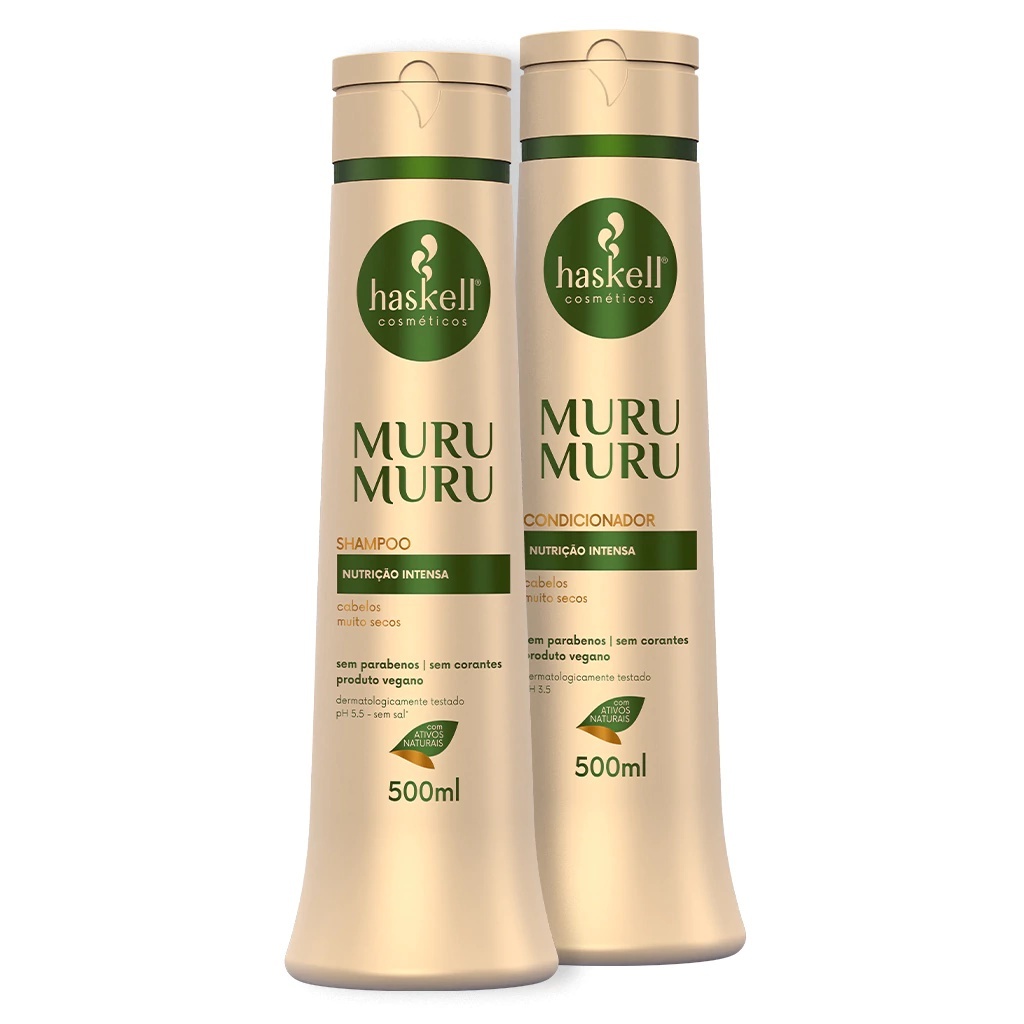 haskell®
cosméticos
MURU
MURU
SHAMPOO
NUTRIÇÃO INTENSA
cabelos
muito secos
sem parabenos | sem corantes
produto vegano
dermatologicamente testado
pH 5.5 - sem sal*
com
ATIVOS
NATURAIS
500ml
haskell®
cosméticos
MURU
MURU
CONDICIONADOR
NUTRIÇÃO INTENSA
cabelos
muito secos
sem parabenos | sem corantes
produto vegano
dermatologicamente testado
pH 3.5
com
ATIVOS
NATURAIS
500ml